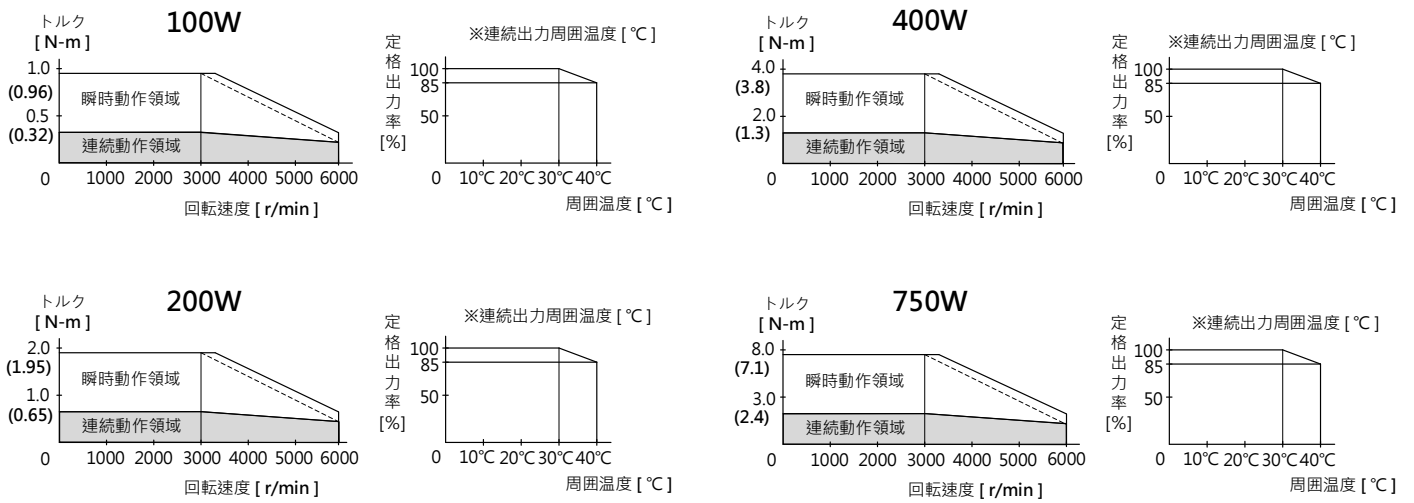 100W
トルク
[ N-m ]
1.0
(0.96)
0.5
(0.32)
瞬時動作領域
連続動作領域
0 1000 2000 3000 4000 5000 6000
回転速度 [ r/min ]
※連続出力周囲温度 [ ℃ ]
定格出力率[%]
100
85
50
0 10℃ 20℃ 30℃ 40℃
周囲温度 [ ℃ ]
400W
トルク
[ N-m ]
4.0
(3.8)
2.0
(1.3)
瞬時動作領域
連続動作領域
0 1000 2000 3000 4000 5000 6000
回転速度 [ r/min ]
※連続出力周囲温度 [ ℃ ]
定格出力率[%]
100
85
50
0 10℃ 20℃ 30℃ 40℃
周囲温度 [ ℃ ]
200W
トルク
[ N-m ]
2.0
(1.95)
1.0
(0.65)
瞬時動作領域
連続動作領域
0 1000 2000 3000 4000 5000 6000
回転速度 [ r/min ]
※連続出力周囲温度 [ ℃ ]
定格出力率[%]
100
85
50
0 10℃ 20℃ 30℃ 40℃
周囲温度 [ ℃ ]
750W
トルク
[ N-m ]
8.0
(7.1)
3.0
(2.4)
瞬時動作領域
連続動作領域
0 1000 2000 3000 4000 5000 6000
回転速度 [ r/min ]
※連続出力周囲温度 [ ℃ ]
定格出力率[%]
100
85
50
0 10℃ 20℃ 30℃ 40℃
周囲温度 [ ℃ ]